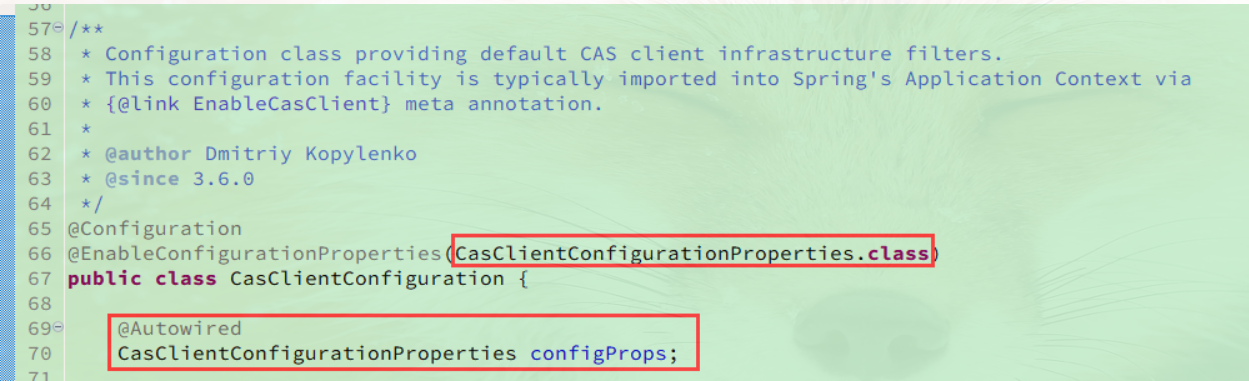 56
57 /**
58 * Configuration class providing default CAS client infrastructure filters.
59 * This configuration facility is typically imported into Spring's Application Context via
60 * {@link EnableCasClient} meta annotation.
61 *
62 * @author Dmitriy Kopylenko
63 * @since 3.6.0
64 */
65 @Configuration
66 @EnableConfigurationProperties(CasClientConfigurationProperties.class)
67 public class CasClientConfiguration {
68
69 @Autowired
70 CasClientConfigurationProperties configProps;
71